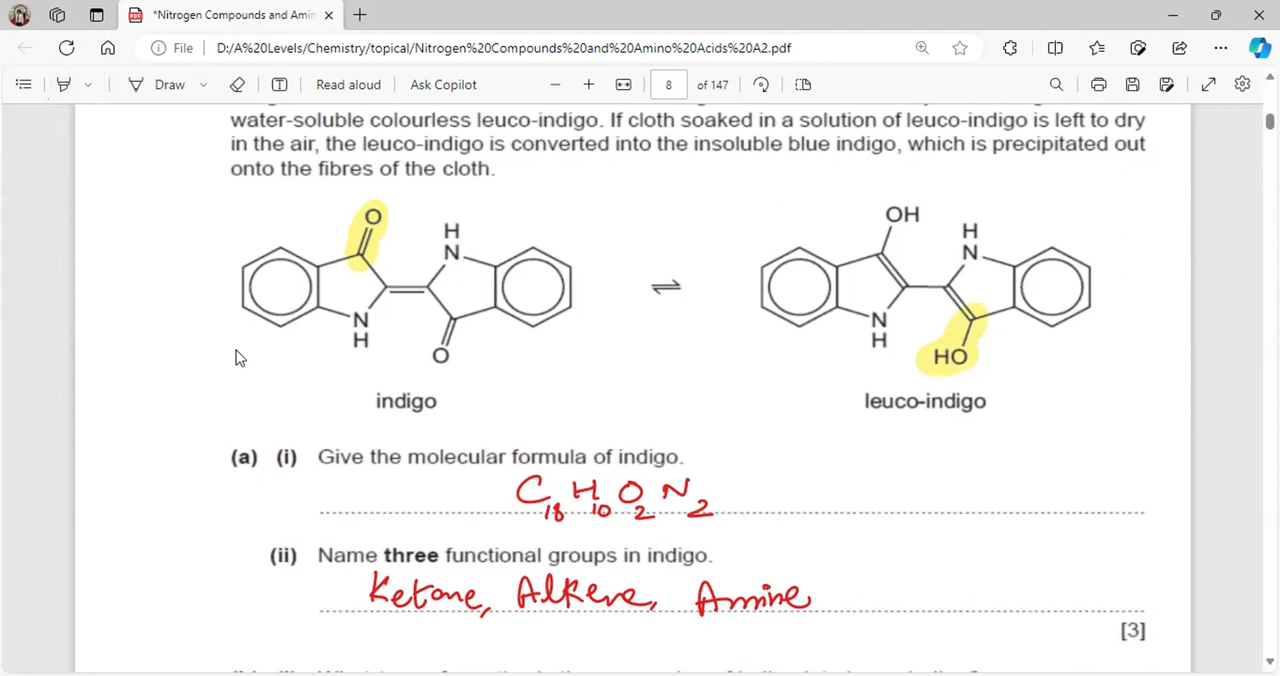 *Nitrogen Compounds and Amin
File
D:/A%20Levels/Chemistry/topical/Nitrogen%20Compounds%20and%20Amino%20Acids%20A2.pdf
Draw
Read aloud
Ask Copilot
8
of 147
water-soluble colourless leuco-indigo. If cloth soaked in a solution of leuco-indigo is left to dry
in the air, the leuco-indigo is converted into the insoluble blue indigo, which is precipitated out
onto the fibres of the cloth.
O
H
N
N
H
O
OH
H
N
N
H
HO
indigo
leuco-indigo
(a) (i) Give the molecular formula of indigo.
C18 H10 O2 N2
(ii) Name three functional groups in indigo.
Ketone, Alkene, Amine
[3]